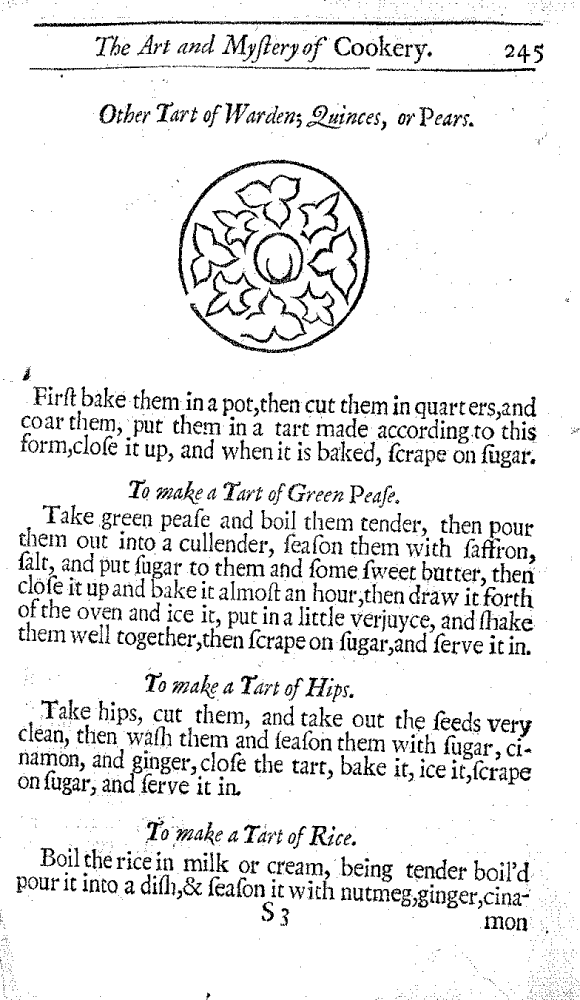 The Art and Myſtery of Cookery. 245
Other Tart of Warden; Quinces, or Pears.
Firſt bake them in a pot,then cut them in quarters,and
coar them, put them in a tart made according to this
form,cloſe it up, and when it is baked, ſcrape on ſugar.
To make a Tart of Green Peaſe.
Take green peaſe and boil them tender, then pour
them out into a cullender, ſeaſon them with ſaffron,
ſalt, and put ſugar to them and ſome ſweet butter, then
cloſe it up and bake it almoſt an hour,then draw it forth
of the oven and ice it, put in a little verjuyce, and ſhake
them well together,then ſcrape on ſugar,and ſerve it in.
To make a Tart of Hips.
Take hips, cut them, and take out the ſeeds very
clean, then waſh them and ſeaſon them with ſugar, ci-
namon, and ginger, cloſe the tart, bake it, ice it,ſcrape
on ſugar, and ſerve it in.
To make a Tart of Rice.
Boil the rice in milk or cream, being tender boil'd
pour it into a diſh,& ſeaſon it with nutmeg,ginger,cina-
S 3 mon